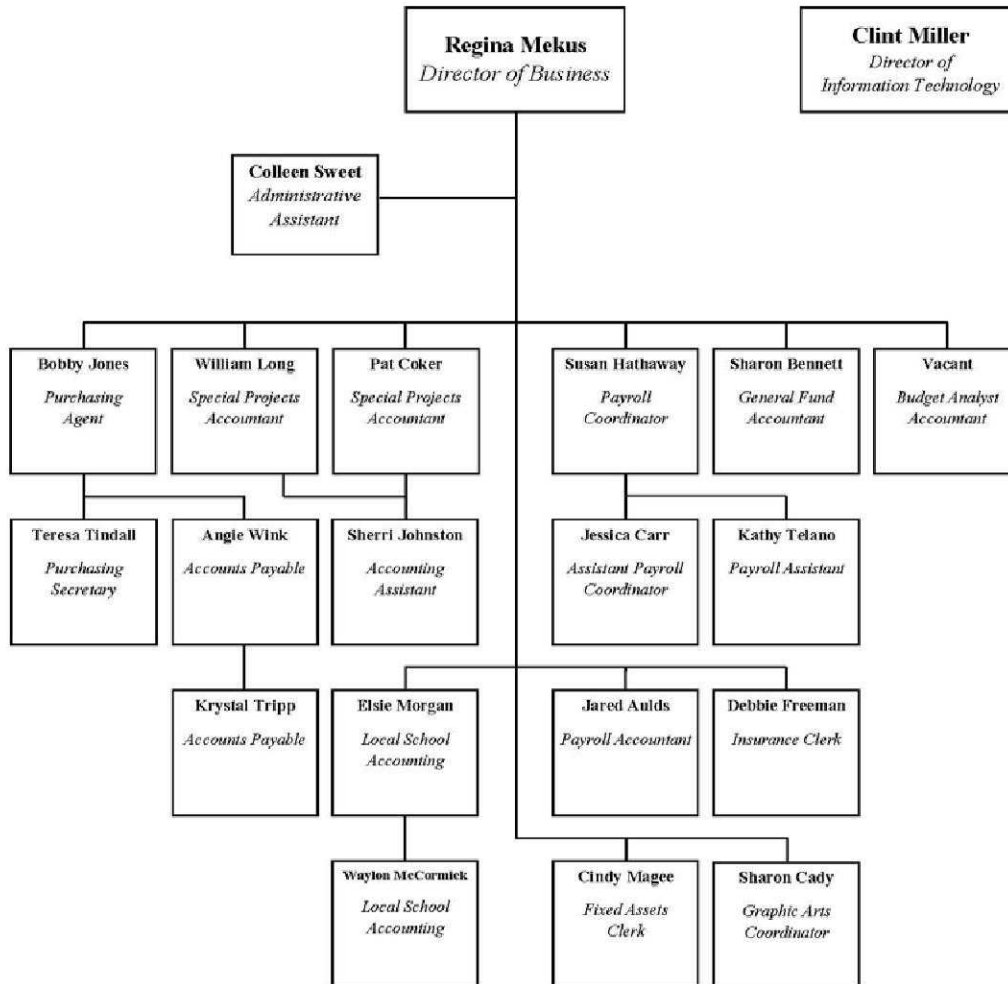 Regina Mekus
Director of Business
Clint Miller
Director of
Information Technology
Colleen Sweet
Administrative
Assistant
Bobby Jones
Purchasing
Agent
William Long
Special Projects
Accountant
Pat Coker
Special Projects
Accountant
Susan Hathaway
Payroll
Coordinator
Sharon Bennett
General Fund
Accountant
Vacant
Budget Analyst
Accountant
Teresa Tindall
Purchasing
Secretary
Angie Wink
Accounts Payable
Sherri Johnston
Accounting
Assistant
Jessica Carr
Assistant Payroll
Coordinator
Kathy Telano
Payroll Assistant
Krystal Tripp
Accounts Payable
Elsie Morgan
Local School
Accounting
Jared Aulds
Payroll Accountant
Debbie Freeman
Insurance Clerk
Waylon McCormick
Local School
Accounting
Cindy Magee
Fixed Assets
Clerk
Sharon Cady
Graphic Arts
Coordinator